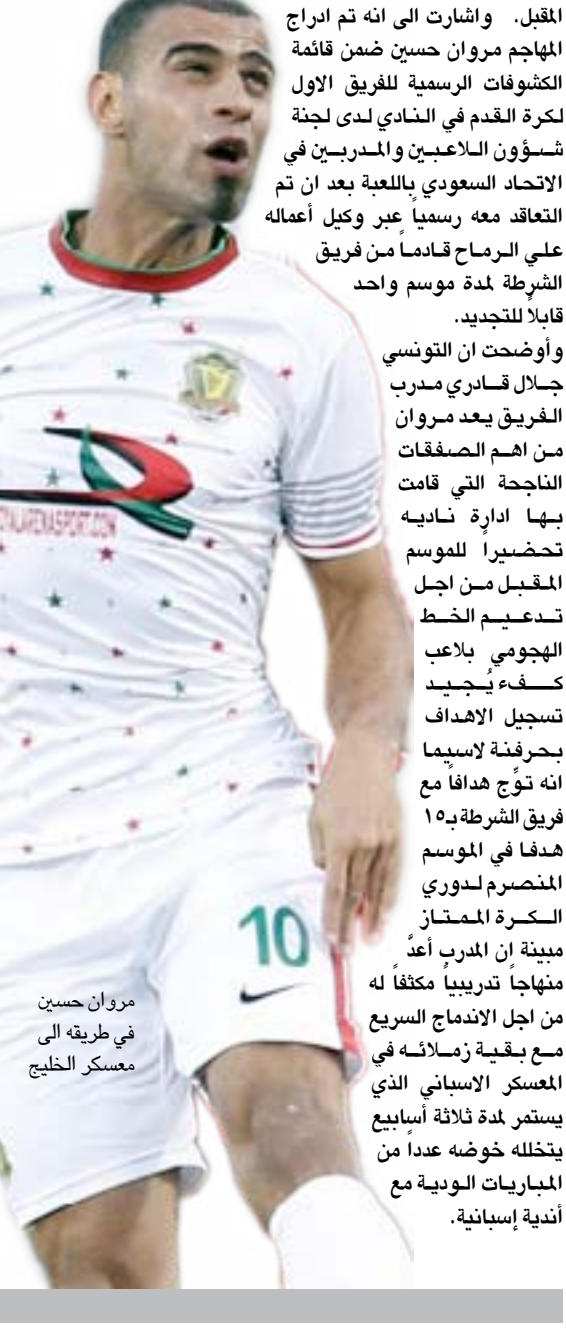 المقبل. واشارت الى انه تم ادراج
المهاجم مروان حسين ضمن قائمة
الكشوفات الرسمية للفريق الاول
لكرة القدم في النادي لدى لجنة
شؤون اللاعبين والمدربين في
الاتحاد السعودي باللعبة بعد ان تم
التعاقد معه رسمياً عبر وكيل أعماله
علي الرماح قادماً من فريق
الشرطة لمدة موسم واحد
قابلاً للتجديد.
وأوضحت ان التونسي
جلال قادري مدرب
الفريق يعد مروان
من اهم الصفقات
الناجحة التي قامت
بها ادارة ناديه
تحضيراً للموسم
المقبل من اجل
تدعيم الخط
الهجومي بلاعب
كفء يُجيد
تسجيل الاهداف
بحرفنة لاسيما
انه توِّج هدافاً مع
فريق الشرطة بـ١٥
هدفا في الموسم
المنصرم لدوري
الكرة الممتاز
مبينة ان المدرب أعدَّ
منهاجاً تدريبياً مكثفاً له
من اجل الاندماج السريع
مع بقية زملائه في
المعسكر الاسباني الذي
يستمر لمدة ثلاثة أسابيع
يتخلله خوضه عدداً من
المباريات الودية مع
أندية إسبانية.
10
مروان حسين
في طريقه الى
معسكر الخليج